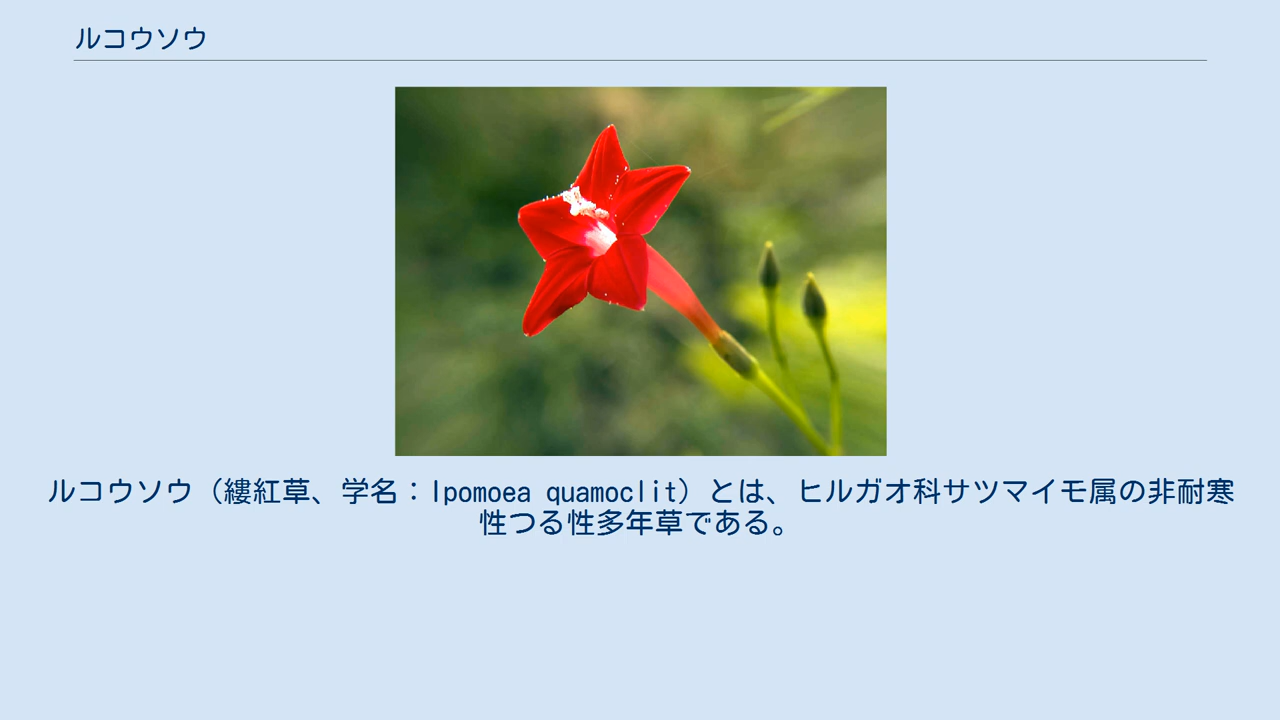 ルコウソウ
ルコウソウ（縷紅草、学名：Ipomoea quamoclit）とは、ヒルガオ科サツマイモ属の非耐寒
性つる性多年草である。